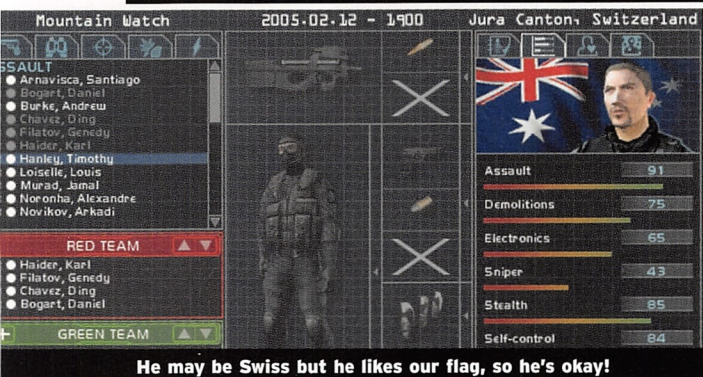 Mountain Watch
2005.02.12 - 1900
Jura Canton, Switzerland
SSAULT
Arnavisca, Santiago
Bogart, Daniel
Burke, Andrew
Chavez, Ding
Filatov, Genedy
Haider, Karl
Hanley, Timothy
Loiselle, Louis
Murad, Jamal
Noronha, Alexandre
Novikov, Arkadi
RED TEAM
Haider, Karl
Filatov, Genedy
Chavez, Ding
Bogart, Daniel
GREEN TEAM
Assault 91
Demolitions 75
Electronics 65
Sniper 43
Stealth 85
Self-control 84
He may be Swiss but he likes our flag, so he's okay!